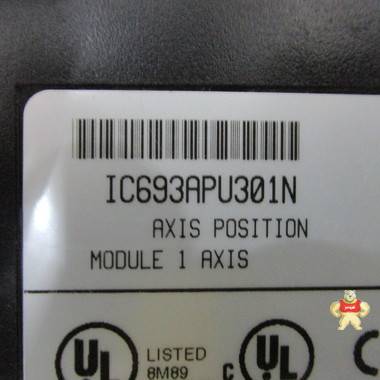 IC693APU301N
AXIS POSITION
MODULE 1 AXIS
UL LISTED
8M89
C UL
C